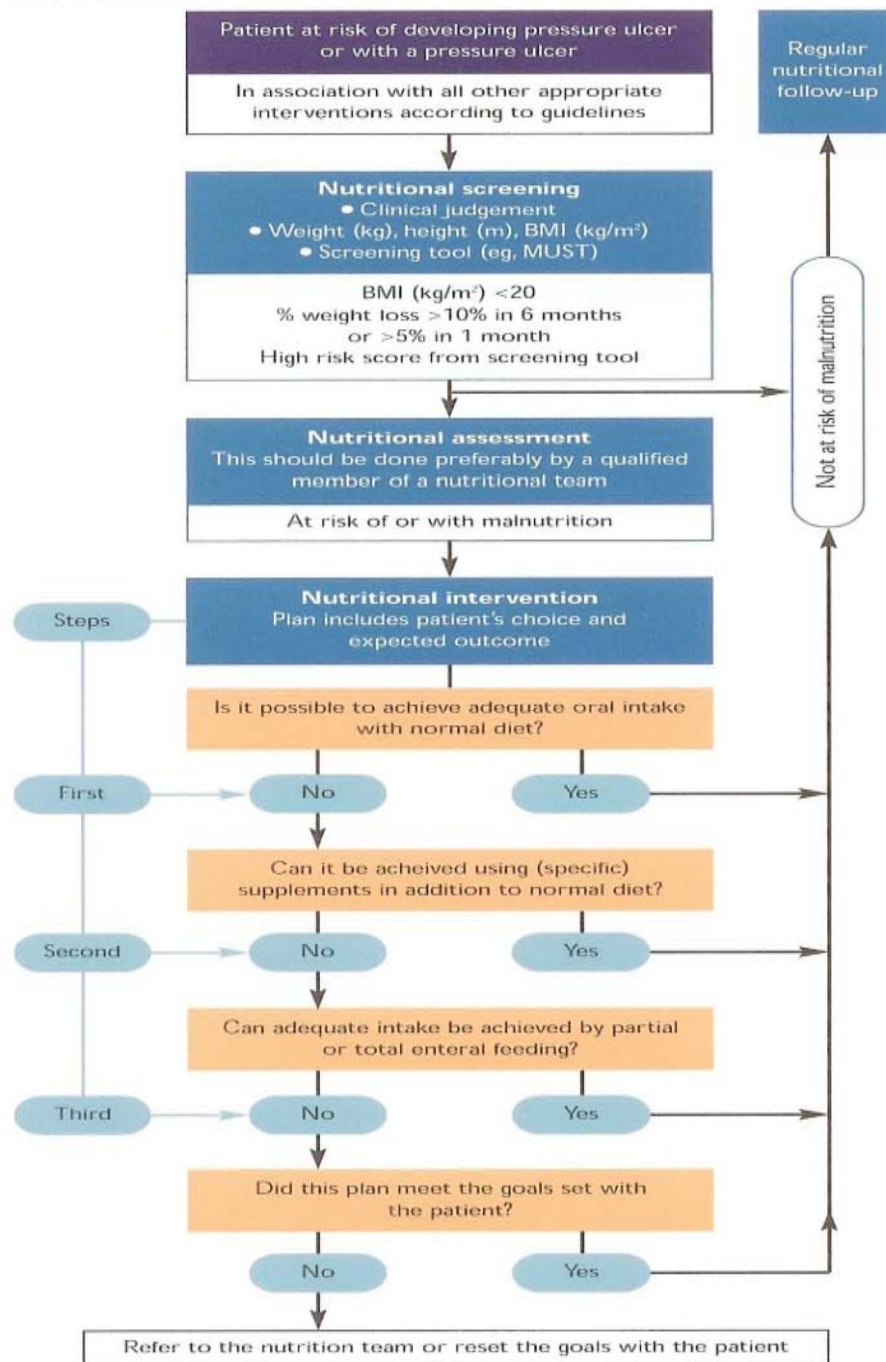 Patient at risk of developing pressure ulcer
or with a pressure ulcer
In association with all other appropriate
interventions according to guidelines
Regular
nutritional
follow-up
Nutritional screening
• Clinical judgement
• Weight (kg), height (m), BMI (kg/m²)
• Screening tool (eg, MUST)
BMI (kg/m²) <20
% weight loss >10% in 6 months
or >5% in 1 month
High risk score from screening tool
Not at risk of malnutrition
Nutritional assessment
This should be done preferably by a qualified
member of a nutritional team
At risk of or with malnutrition
Nutritional intervention
Plan includes patient's choice and
expected outcome
Steps
Is it possible to achieve adequate oral intake
with normal diet?
First
No
Yes
Can it be acheived using (specific)
supplements in addition to normal diet?
Second
No
Yes
Can adequate intake be achieved by partial
or total enteral feeding?
Third
No
Yes
Did this plan meet the goals set with
the patient?
No
Yes
Refer to the nutrition team or reset the goals with the patient